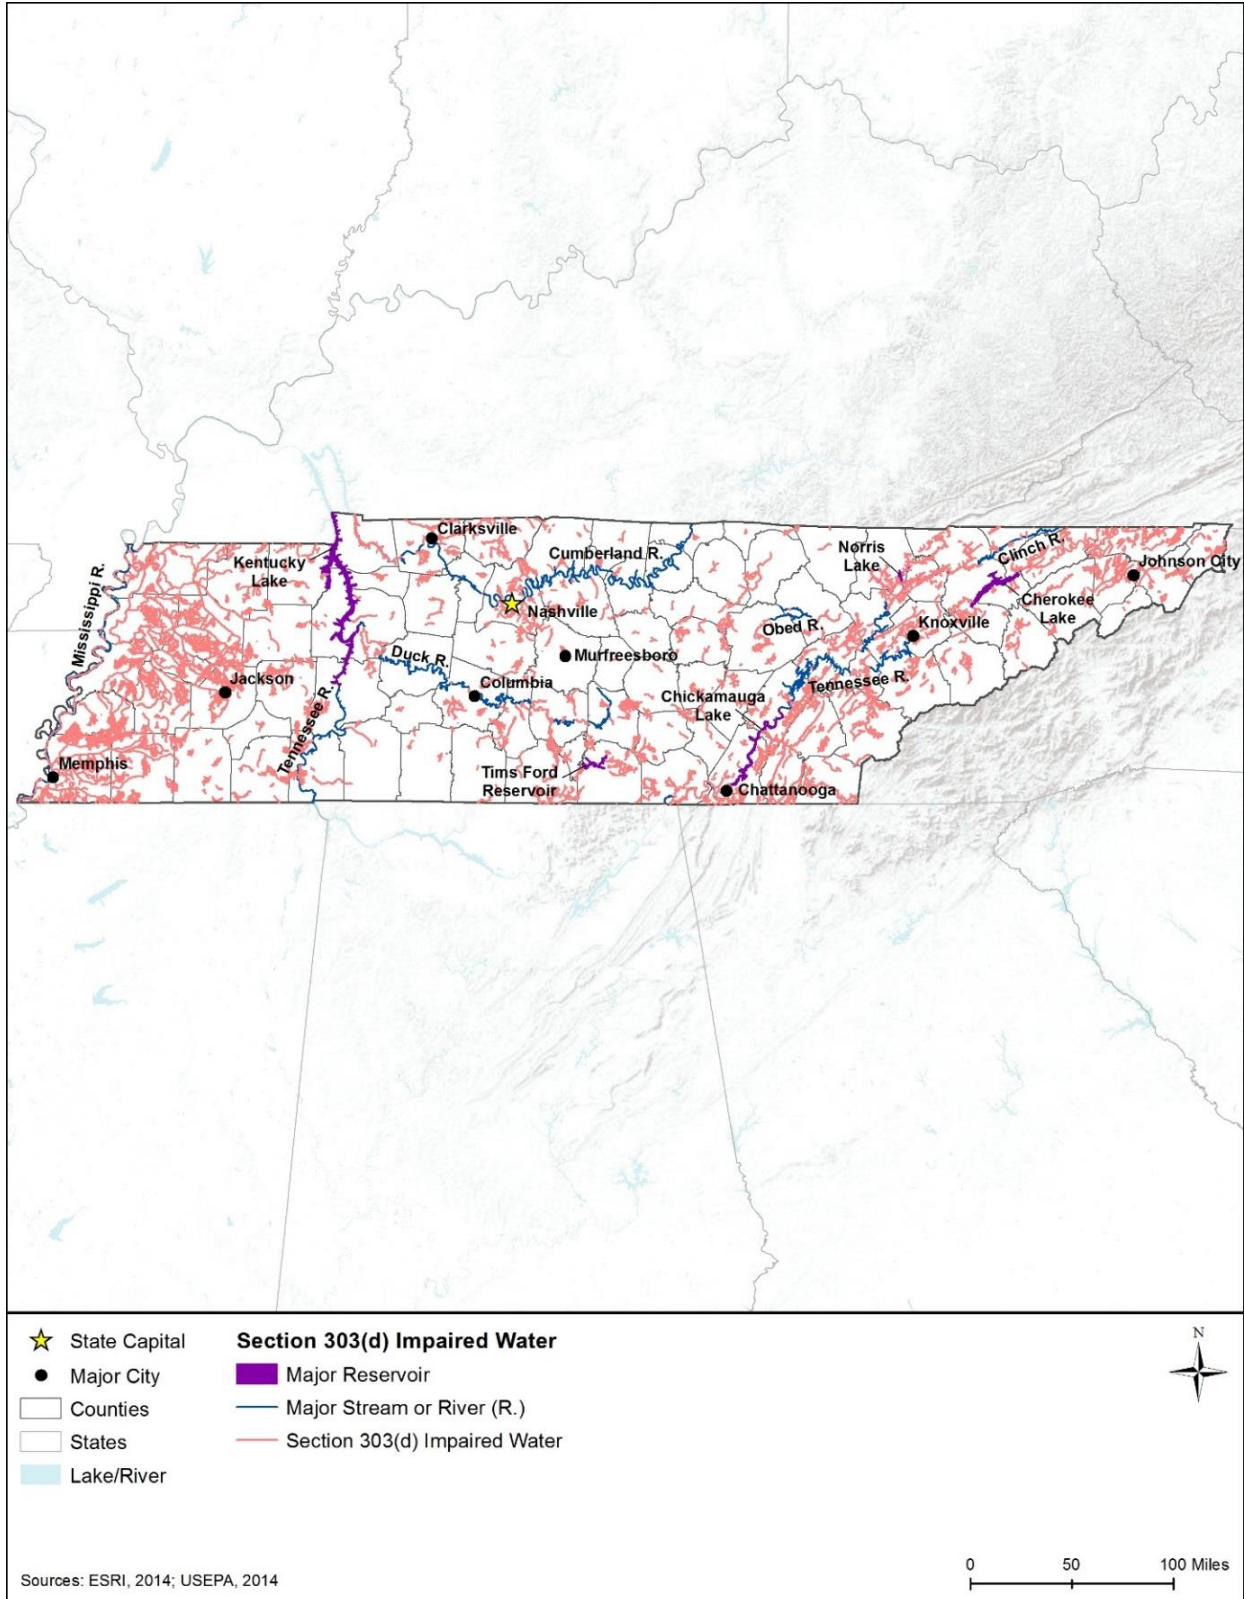 Clarksville
Cumberland R.
Kentucky
Lake
Nashville
Mississippi R.
Norris
Lake
Clinch R.
Johnson City
Cherokee
Lake
Knoxville
Obed R.
Duck R.
Murfreesboro
Jackson
Columbia
Tennessee R.
Tennessee R.
Chickamauga
Lake
Memphis
Tims Ford
Reservoir
Chattanooga
State Capital
Major City
Counties
States
Lake/River
Section 303(d) Impaired Water
Major Reservoir
Major Stream or River (R.)
Section 303(d) Impaired Water
N
0 50 100 Miles
Sources: ESRI, 2014; USEPA, 2014